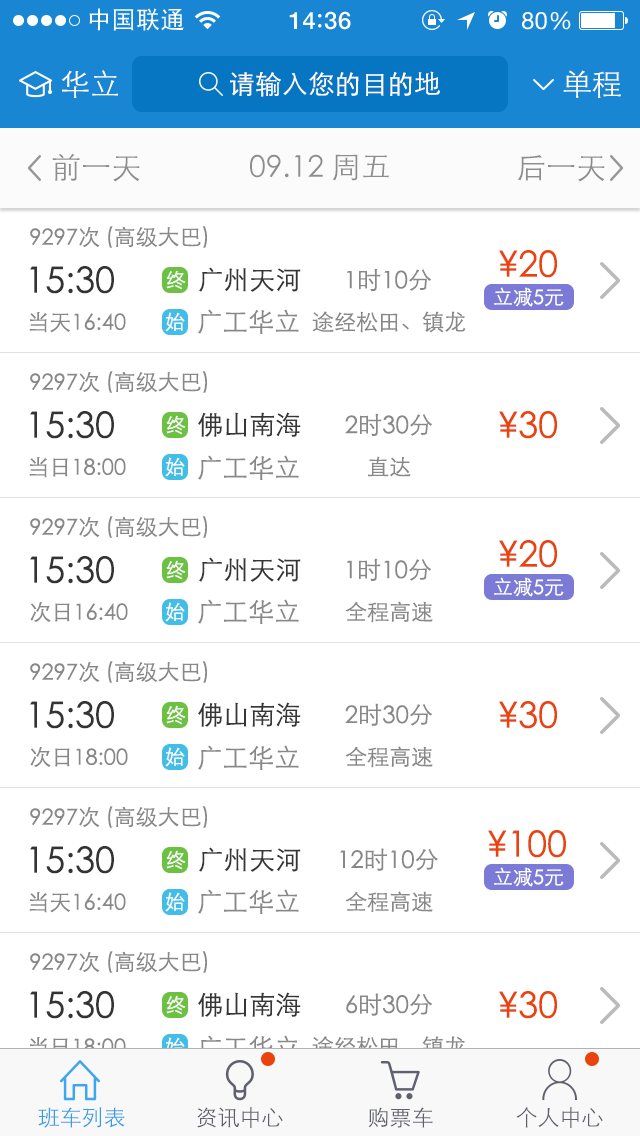 中国联通 14:36 80%
华立 请输入您的目的地 单程
前一天 09.12 周五 后一天
9297次 (高级大巴)
15:30 终 广州天河 1时10分 ¥20
立减5元
当天16:40 始 广工华立 途经松田、镇龙
9297次 (高级大巴)
15:30 终 佛山南海 2时30分 ¥30
当日18:00 始 广工华立 直达
9297次 (高级大巴)
15:30 终 广州天河 1时10分 ¥20
立减5元
次日16:40 始 广工华立 全程高速
9297次 (高级大巴)
15:30 终 佛山南海 2时30分 ¥30
次日18:00 始 广工华立 全程高速
9297次 (高级大巴)
15:30 终 广州天河 12时10分 ¥100
立减5元
当天16:40 始 广工华立 全程高速
9297次 (高级大巴)
15:30 终 佛山南海 6时30分 ¥30
当日18:00 始 广工华立 途经松田、镇龙
班车列表 资讯中心 购票车 个人中心